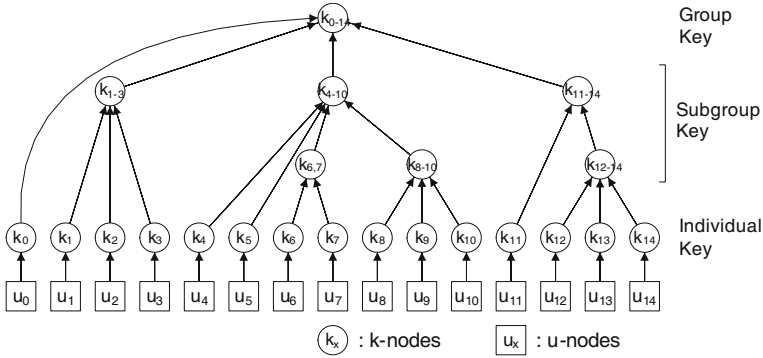 k0-14
Group
Key
k1-3
k4-10
k11-14
Subgroup
Key
k6,7
k8-10
k12-14
k0 k1 k2 k3 k4 k5 k6 k7 k8 k9 k10 k11 k12 k13 k14
Individual
Key
u0 u1 u2 u3 u4 u5 u6 u7 u8 u9 u10 u11 u12 u13 u14
kx : k-nodes
ux : u-nodes